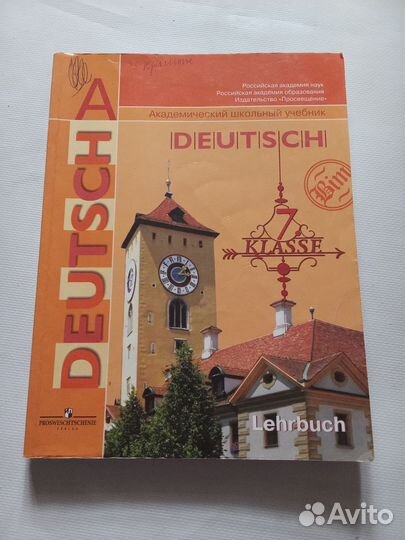 Российская академия наук
Российская академия образования
Издательство «Просвещение»
Академический школьный учебник
DEUTSCH
DEUTSCH A
Bim
7.
KLASSE
Lehrbuch
PROSWESCHTSCHENIE
VERLAG
Avito